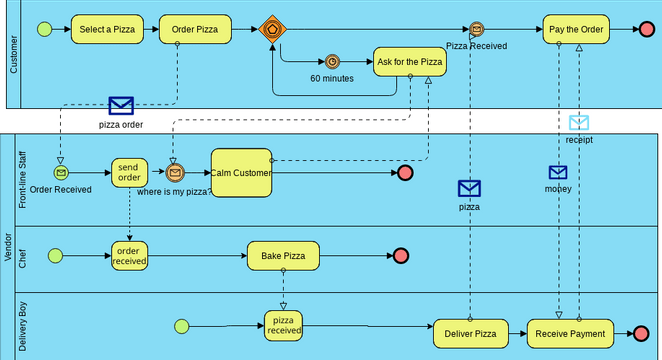 Customer
Select a Pizza
Order Pizza
Pizza Received
Pay the Order
60 minutes
Ask for the Pizza
pizza order
receipt
Vendor
Front-line Staff
Order Received
send
order
where is my pizza?
Calm Customer
pizza
money
Chef
order
received
Bake Pizza
Delivery Boy
pizza
received
Deliver Pizza
Receive Payment